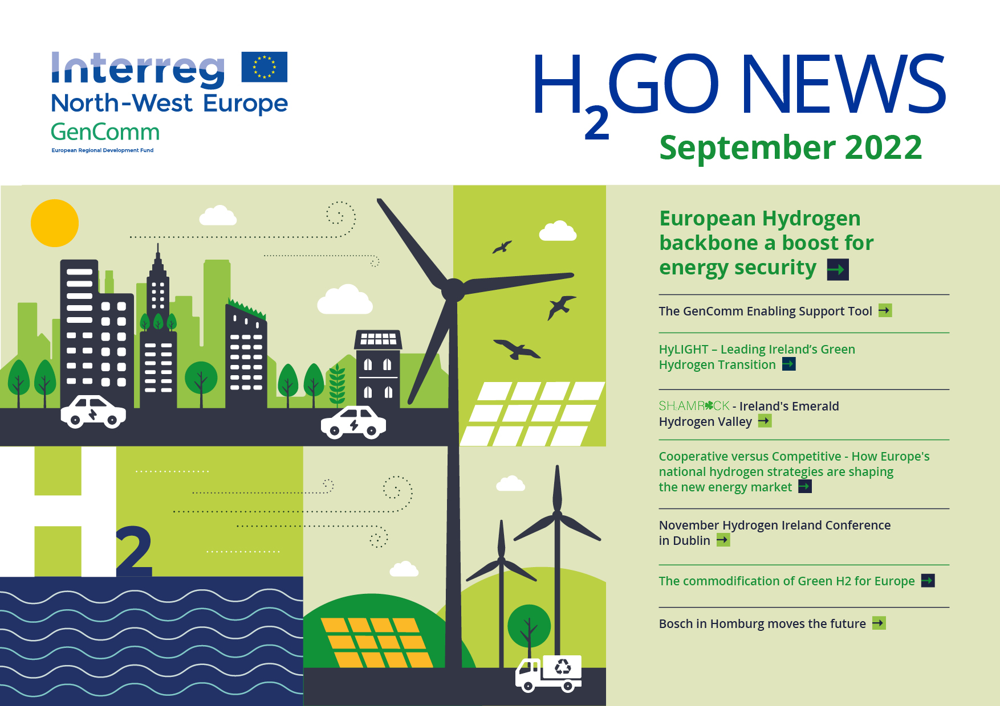 Interreg
North-West Europe
GenComm
European Regional Development Fund
H2GO NEWS
September 2022
European Hydrogen
backbone a boost for
energy security
The GenComm Enabling Support Tool
HyLIGHT – Leading Ireland’s Green
Hydrogen Transition
SH2AMROCK - Ireland's Emerald
Hydrogen Valley
Cooperative versus Competitive - How Europe's
national hydrogen strategies are shaping
the new energy market
November Hydrogen Ireland Conference
in Dublin
The commodification of Green H2 for Europe
Bosch in Homburg moves the future
H2